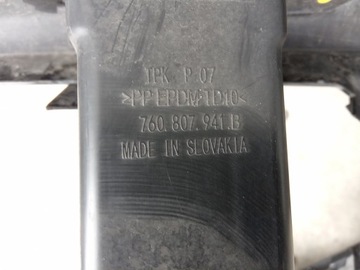 IPK P-07
>PP-EPDM-TD10<
760.807.941.B
MADE IN SLOVAKIA